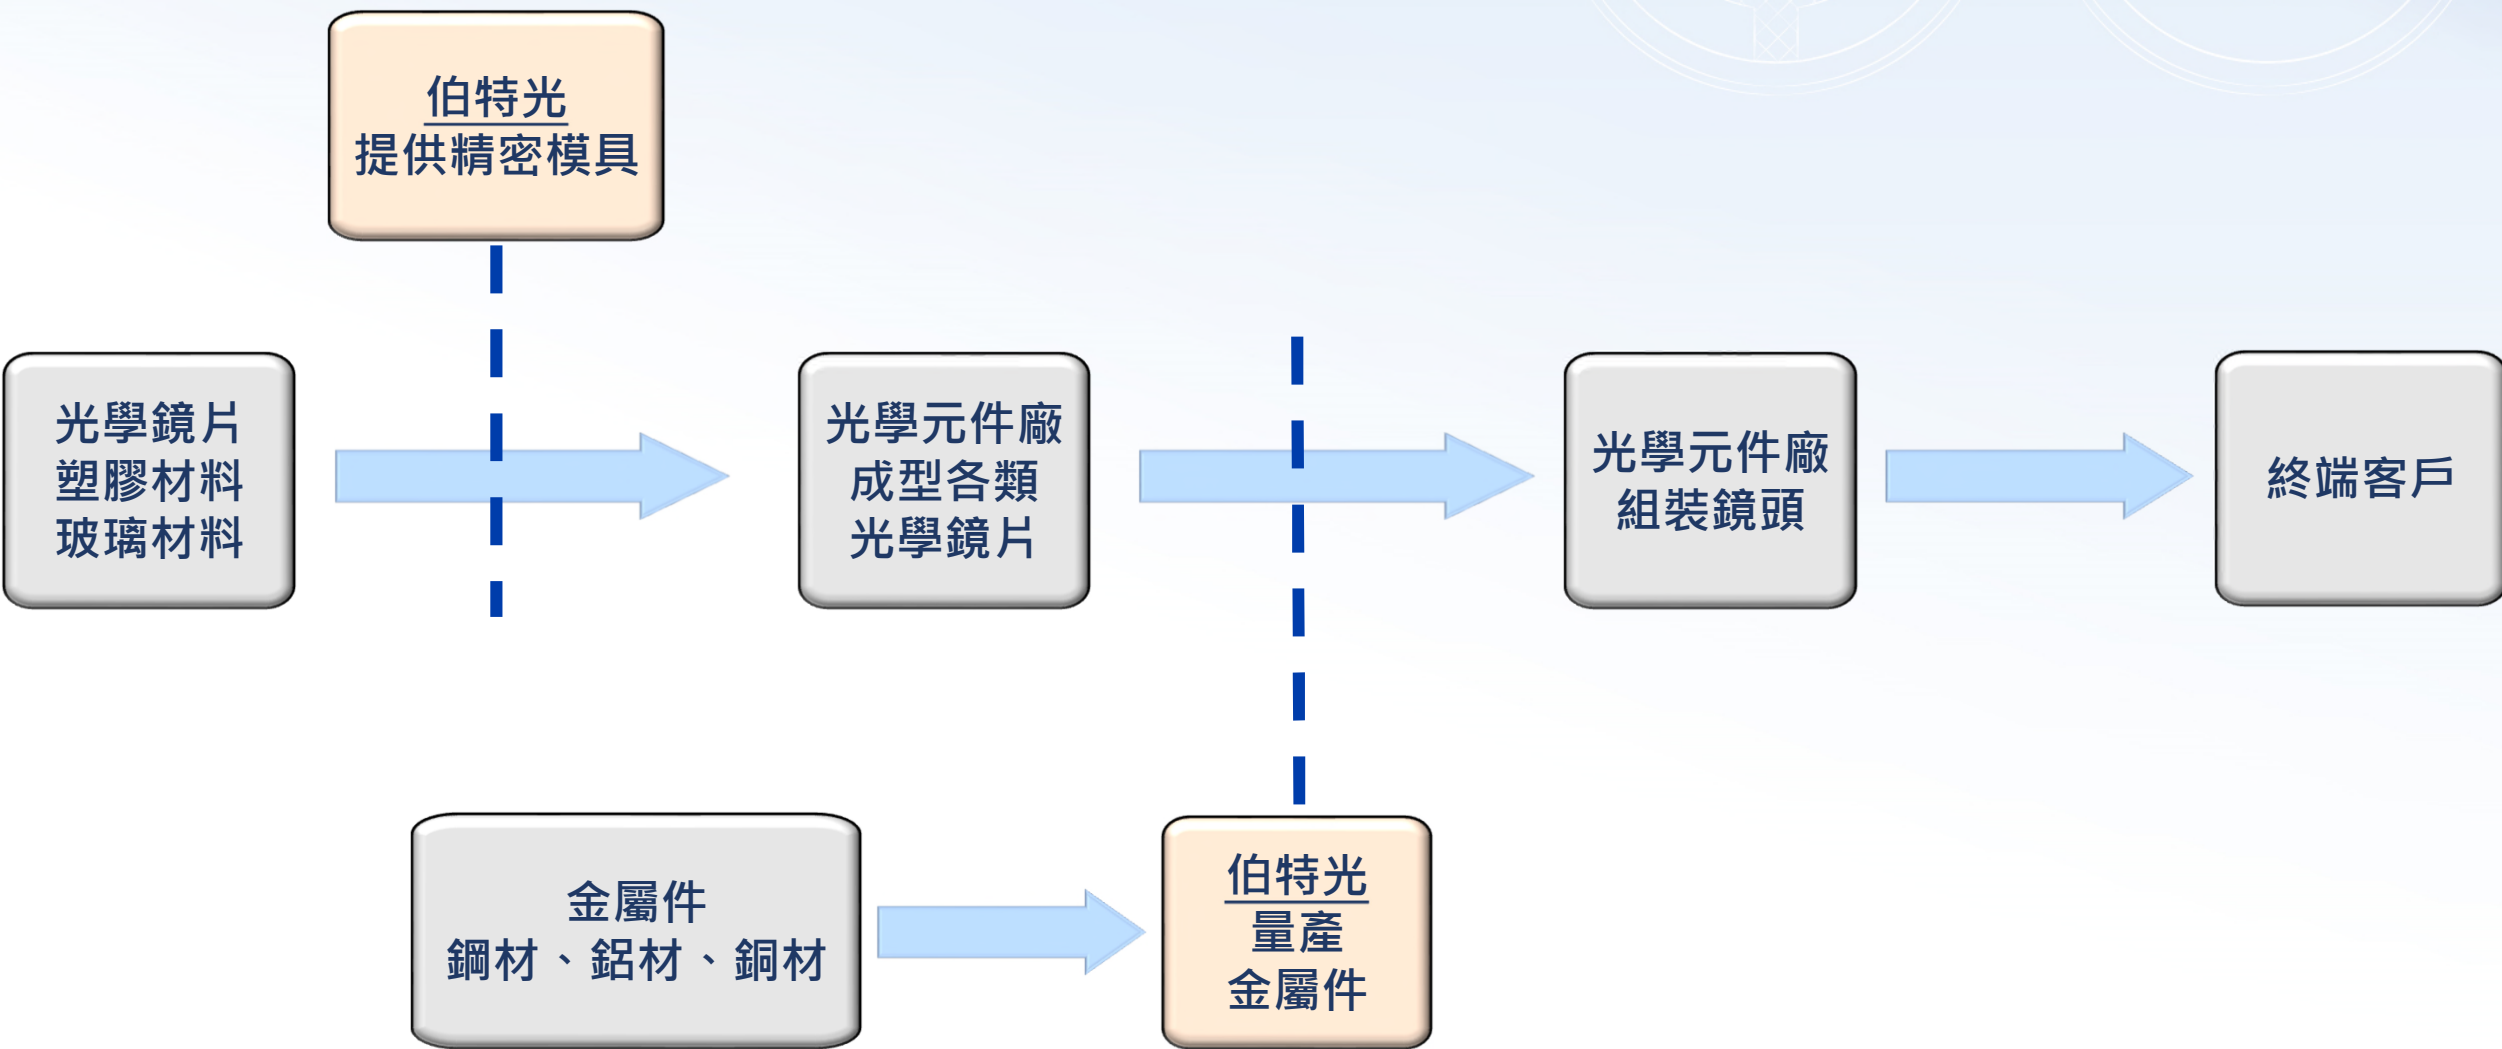 伯特光
提供精密模具
光學鏡片
塑膠材料
玻璃材料
光學元件廠
成型各類
光學鏡片
光學元件廠
組裝鏡頭
終端客戶
金屬件
鋼材、鋁材、銅材
伯特光
量產
金屬件